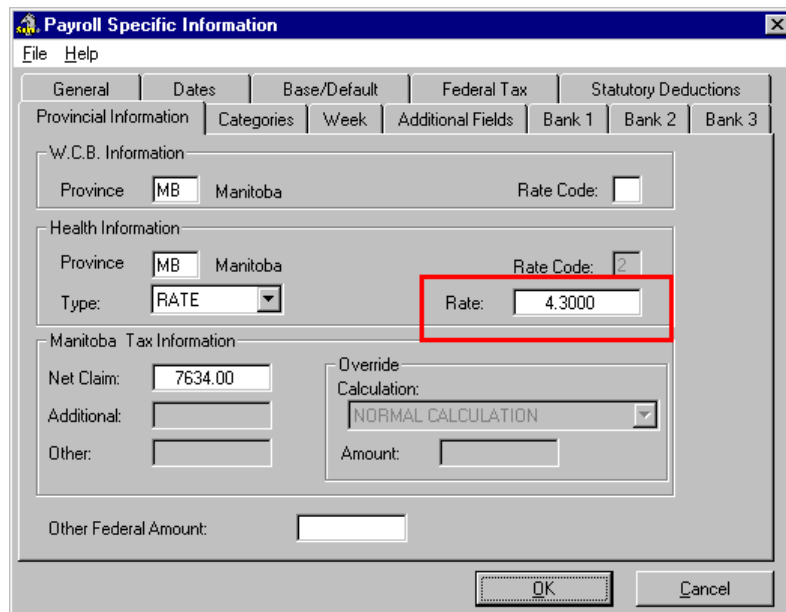 Payroll Specific Information
File Help
General Dates Base/Default Federal Tax Statutory Deductions
Provincial Information Categories Week Additional Fields Bank 1 Bank 2 Bank 3
W.C.B. Information
Province MB Manitoba Rate Code:
Health Information
Province MB Manitoba Rate Code: 2
Type: RATE Rate: 4.3000
Manitoba Tax Information
Net Claim: 7634.00
Override
Calculation:
Additional: NORMAL CALCULATION
Other: Amount:
Other Federal Amount:
OK Cancel